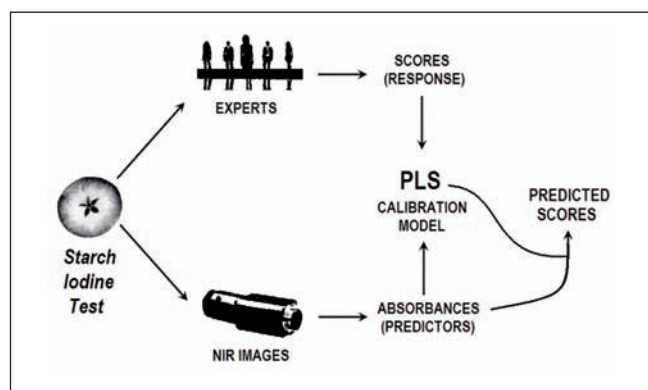 SCORES
(RESPONSE)
EXPERTS
PLS
CALIBRATION
MODEL
PREDICTED
SCORES
Starch
Iodine
Test
ABSORBANCES
(PREDICTORS)
NIR IMAGES